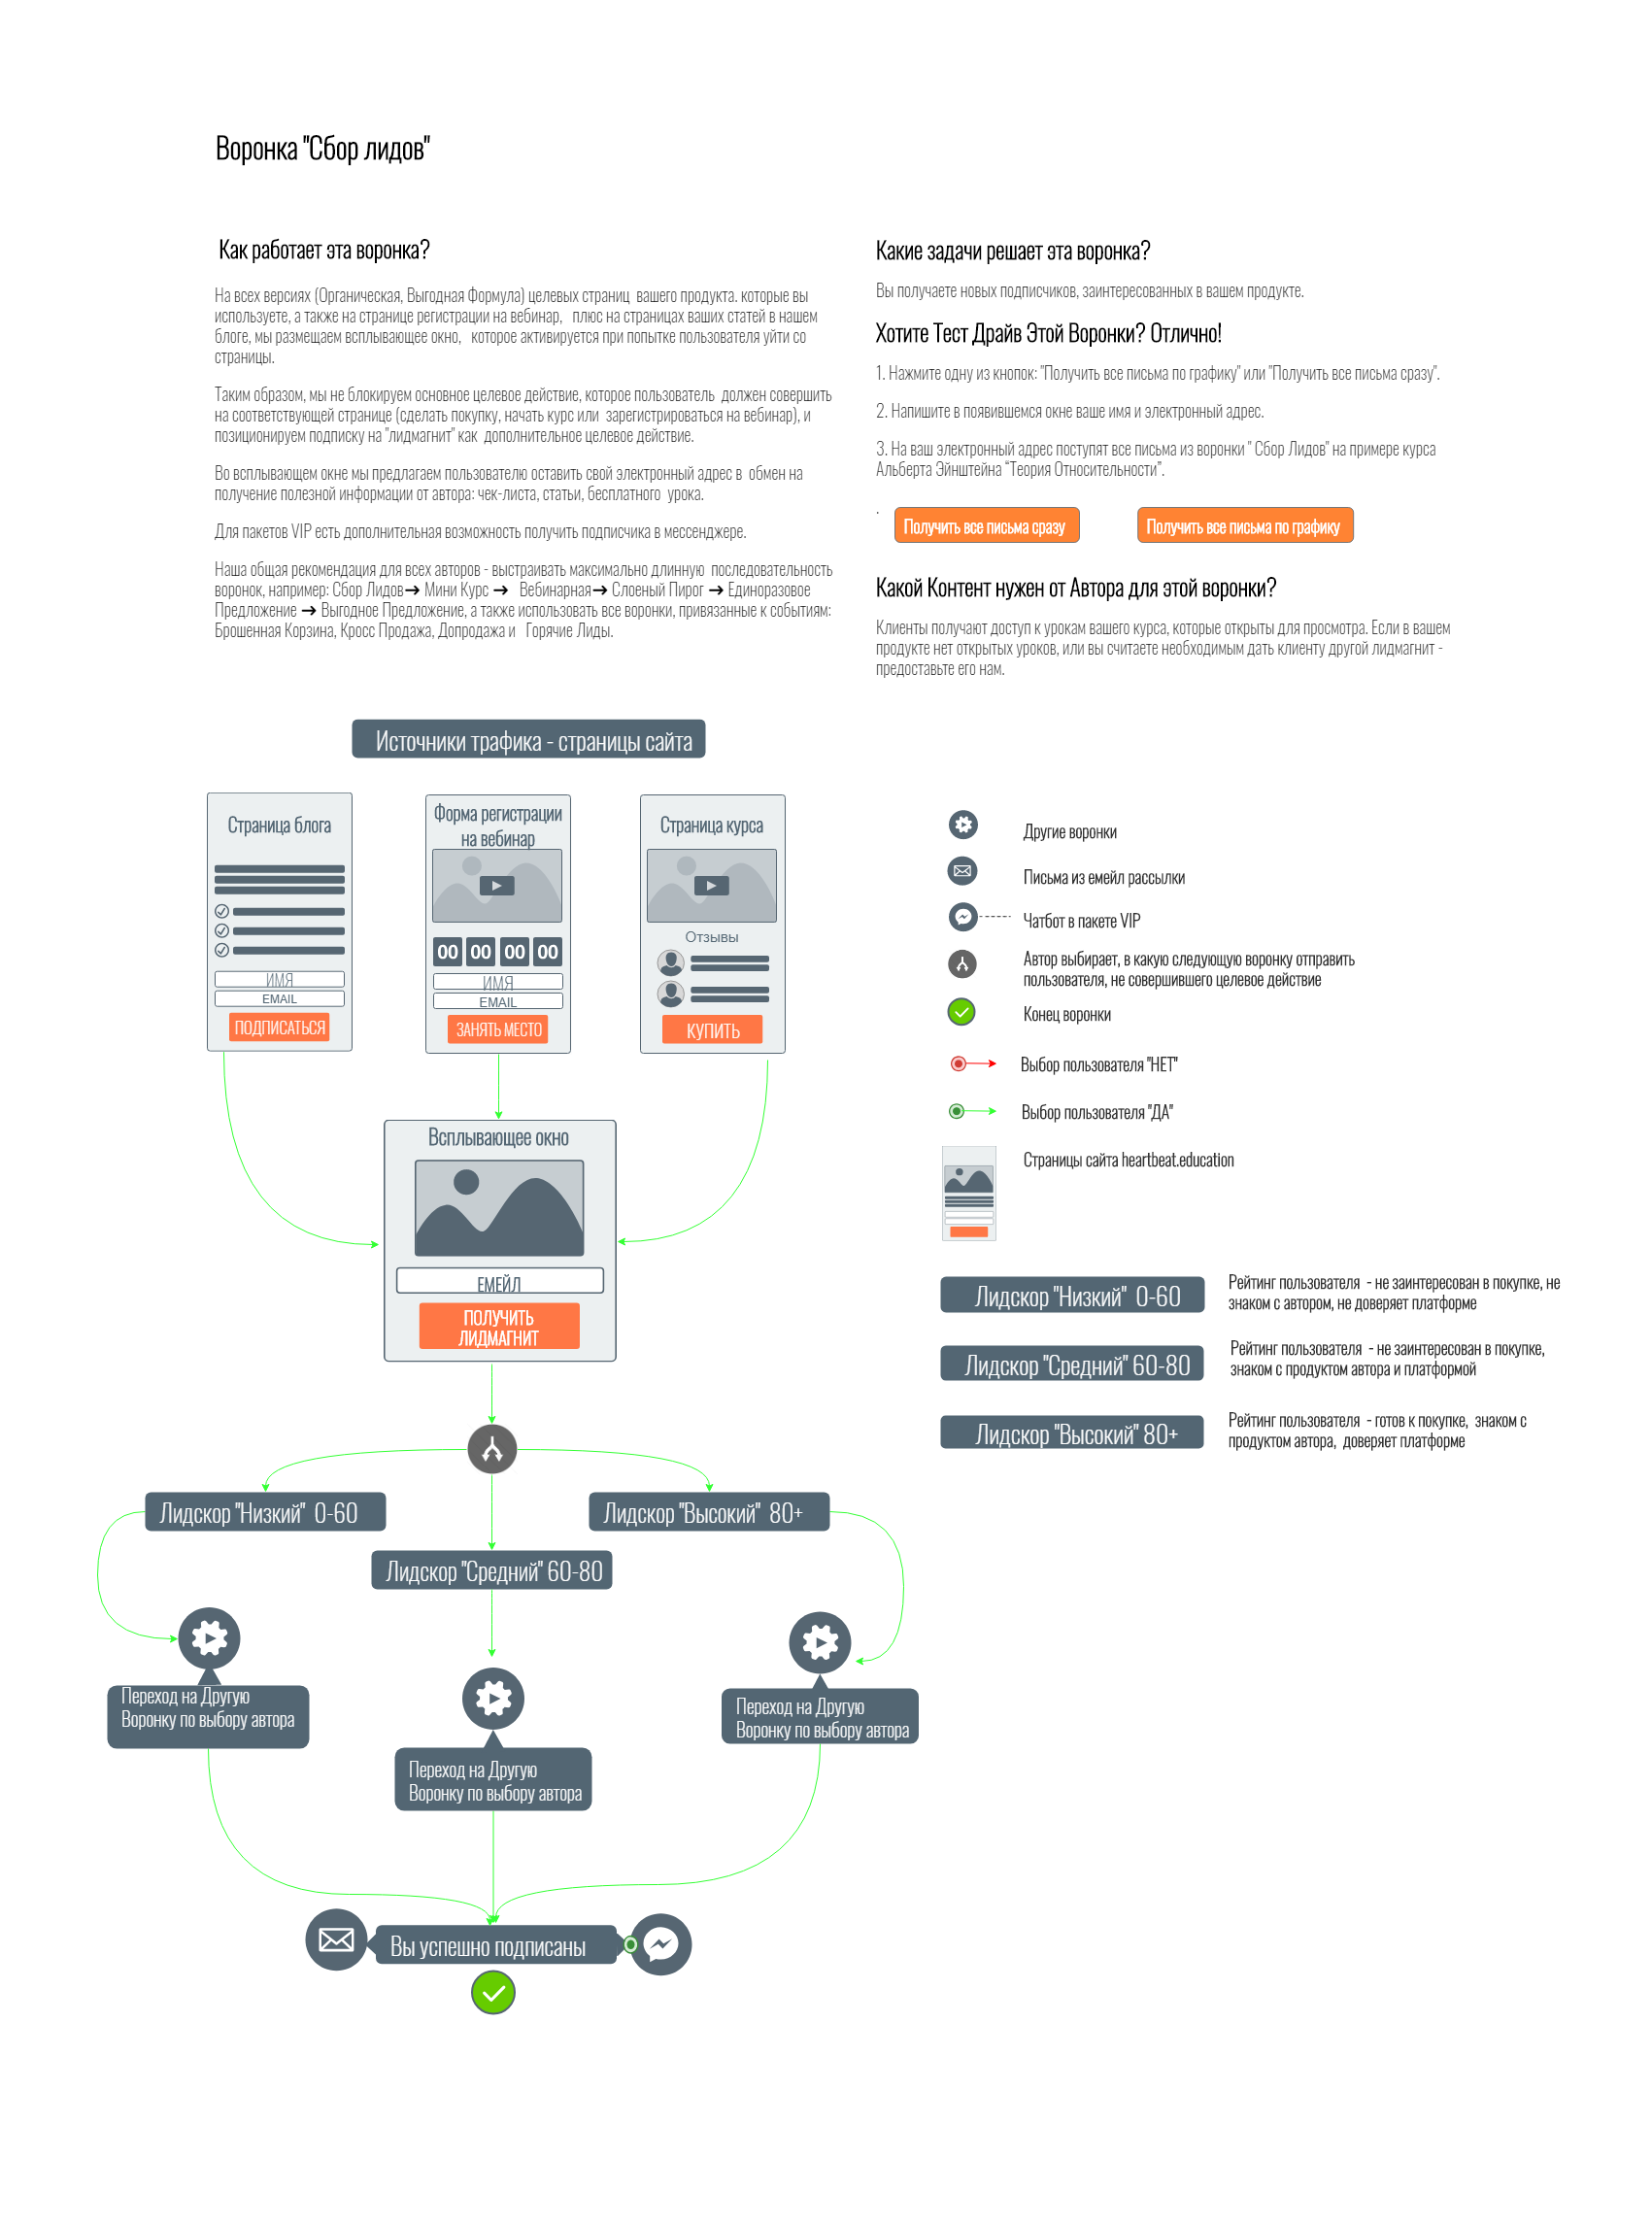 Воронка "Сбор лидов"
Как работает эта воронка?
На всех версиях (Органическая, Выгодная Формула) целевых страниц вашего продукта. которые вы
используете, а также на странице регистрации на вебинар, плюс на страницах ваших статей в нашем
блоге, мы размещаем всплывающее окно, которое активируется при попытке пользователя уйти со
страницы.
Таким образом, мы не блокируем основное целевое действие, которое пользователь должен совершить
на соответствующей странице (сделать покупку, начать курс или зарегистрироваться на вебинар), и
позиционируем подписку на "лидмагнит" как дополнительное целевое действие.
Во всплывающем окне мы предлагаем пользователю оставить свой электронный адрес в обмен на
получение полезной информации от автора: чек-листа, статьи, бесплатного урока.
Для пакетов VIP есть дополнительная возможность получить подписчика в мессенджере.
Наша общая рекомендация для всех авторов - выстраивать максимально длинную последовательность
воронок, например: Сбор Лидов➔ Мини Курс ➔ Вебинарная➔ Слоеный Пирог ➔ Единоразовое
Предложение ➔ Выгодное Предложение, а также использовать все воронки, привязанные к событиям:
Брошенная Корзина, Кросс Продажа, Допродажа и Горячие Лиды.
Какие задачи решает эта воронка?
Вы получаете новых подписчиков, заинтересованных в вашем продукте.
Хотите Тест Драйв Этой Воронки? Отлично!
1. Нажмите одну из кнопок: "Получить все письма по графику" или "Получить все письма сразу".
2. Напишите в появившемся окне ваше имя и электронный адрес.
3. На ваш электронный адрес поступят все письма из воронки " Сбор Лидов" на примере курса
Альберта Эйнштейна “Теория Относительности”.
.
Получить все письма сразу
Получить все письма по графику
Какой Контент нужен от Автора для этой воронки?
Клиенты получают доступ к урокам вашего курса, которые открыты для просмотра. Если в вашем
продукте нет открытых уроков, или вы считаете необходимым дать клиенту другой лидмагнит -
предоставьте его нам.
Источники трафика - страницы сайта
Страница блога
ИМЯ
EMAIL
ПОДПИСАТЬСЯ
Форма регистрации
на вебинар
00 00 00 00
ИМЯ
EMAIL
ЗАНЯТЬ МЕСТО
Страница курса
Отзывы
КУПИТЬ
Всплывающее окно
ЕМЕЙЛ
ПОЛУЧИТЬ
ЛИДМАГНИТ
Лидскор "Низкий" 0-60
Лидскор "Высокий" 80+
Лидскор "Средний" 60-80
Переход на Другую
Воронку по выбору автора
Переход на Другую
Воронку по выбору автора
Переход на Другую
Воронку по выбору автора
Вы успешно подписаны
Другие воронки
Письма из емейл рассылки
Чатбот в пакете VIP
Автор выбирает, в какую следующую воронку отправить
пользователя, не совершившего целевое действие
Конец воронки
Выбор пользователя "НЕТ"
Выбор пользователя "ДА"
Страницы сайта heartbeat.education
Лидскор "Низкий" 0-60
Рейтинг пользователя - не заинтересован в покупке, не
знаком с автором, не доверяет платформе
Лидскор "Средний" 60-80
Рейтинг пользователя - не заинтересован в покупке,
знаком с продуктом автора и платформой
Лидскор "Высокий" 80+
Рейтинг пользователя - готов к покупке, знаком с
продуктом автора, доверяет платформе